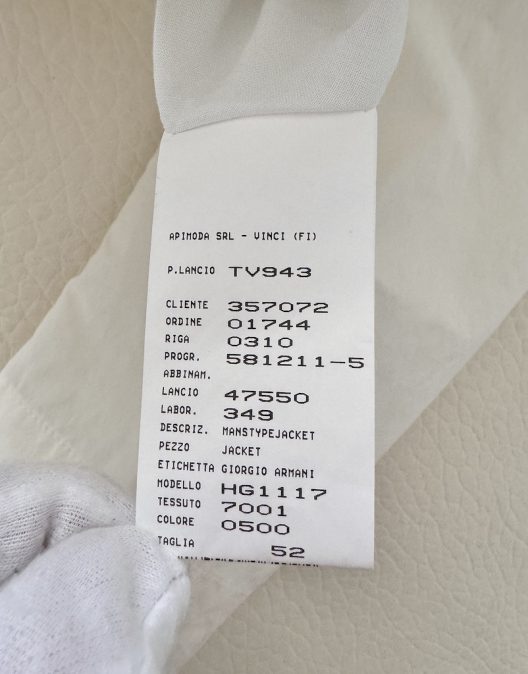 APIMODA SRL - VINCI (FI)
P.LANCIO TV943
CLIENTE 357072
ORDINE 01744
RIGA 0310
PROGR. 581211-5
ABBINAM.
LANCIO 47550
LABOR. 349
DESCRIZ. MANSTYPEJACKET
PEZZO JACKET
ETICHETTA GIORGIO ARMANI
MODELLO HG1117
TESSUTO 7001
COLORE 0500
TAGLIA 52